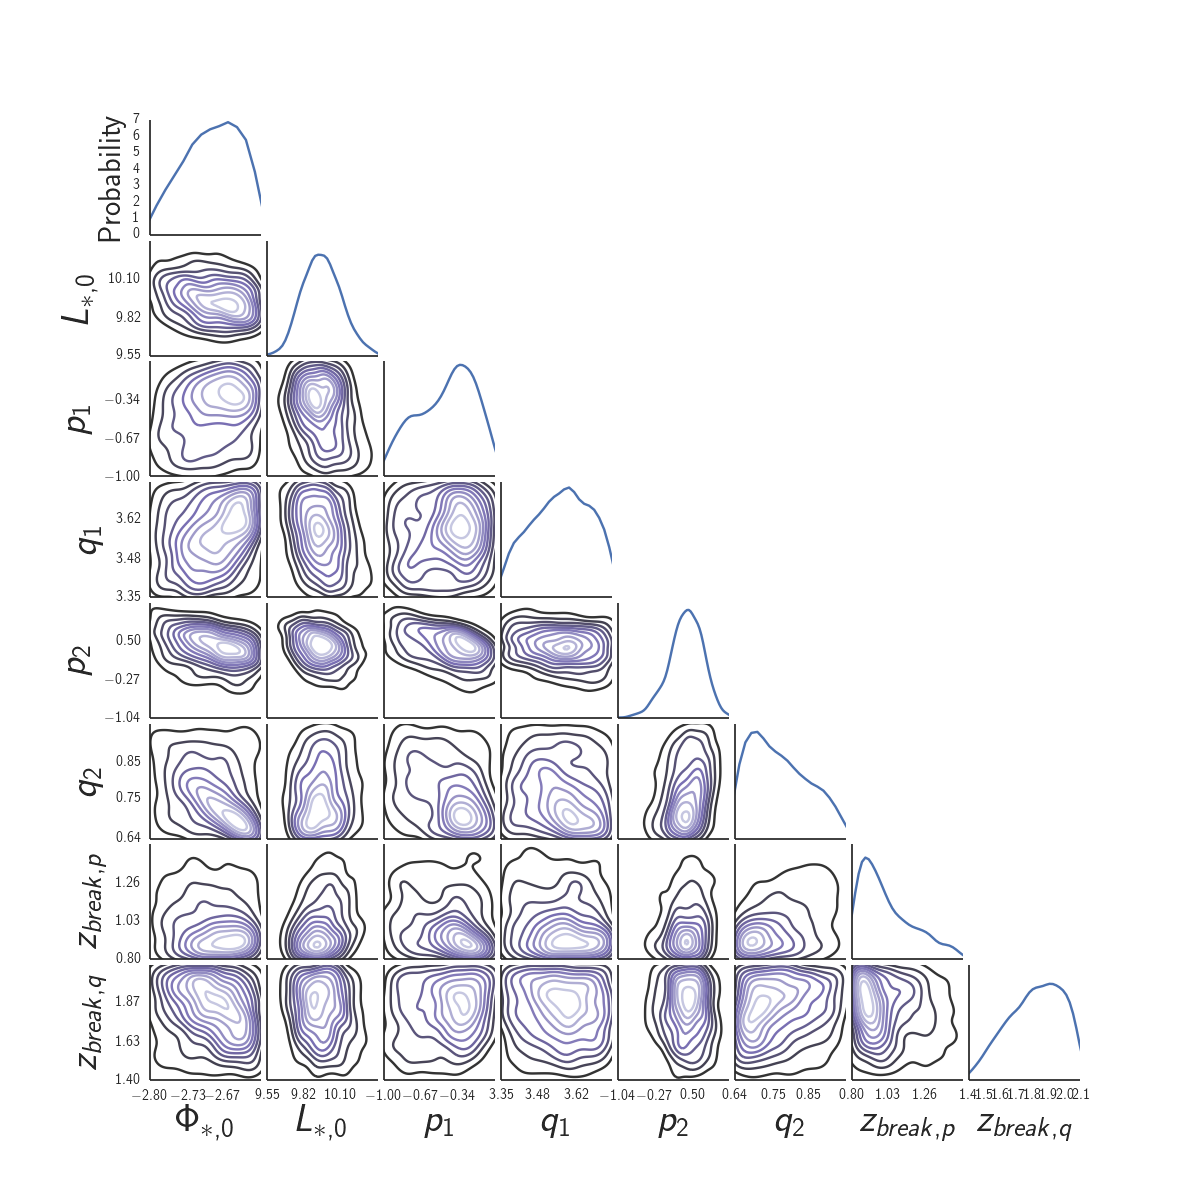 Probability
7
6
5
4
3
2
1
0
L*,0
10.10
9.82
9.55
p1
−0.34
−0.67
−1.00
q1
3.62
3.48
3.35
p2
0.50
−0.27
−1.04
q2
0.85
0.75
0.64
zbreak,p
1.26
1.03
0.80
zbreak,q
1.87
1.63
1.40
−2.80 −2.73 −2.67 9.55 9.82 10.10 −1.00 −0.67 −0.34 3.35 3.48 3.62 −1.04 −0.27 0.50 0.64 0.75 0.85 0.80 1.03 1.26 1.4 1.5 1.6 1.7 1.8 1.9 2.0 2.1
Φ*,0 L*,0 p1 q1 p2 q2 zbreak,p zbreak,q